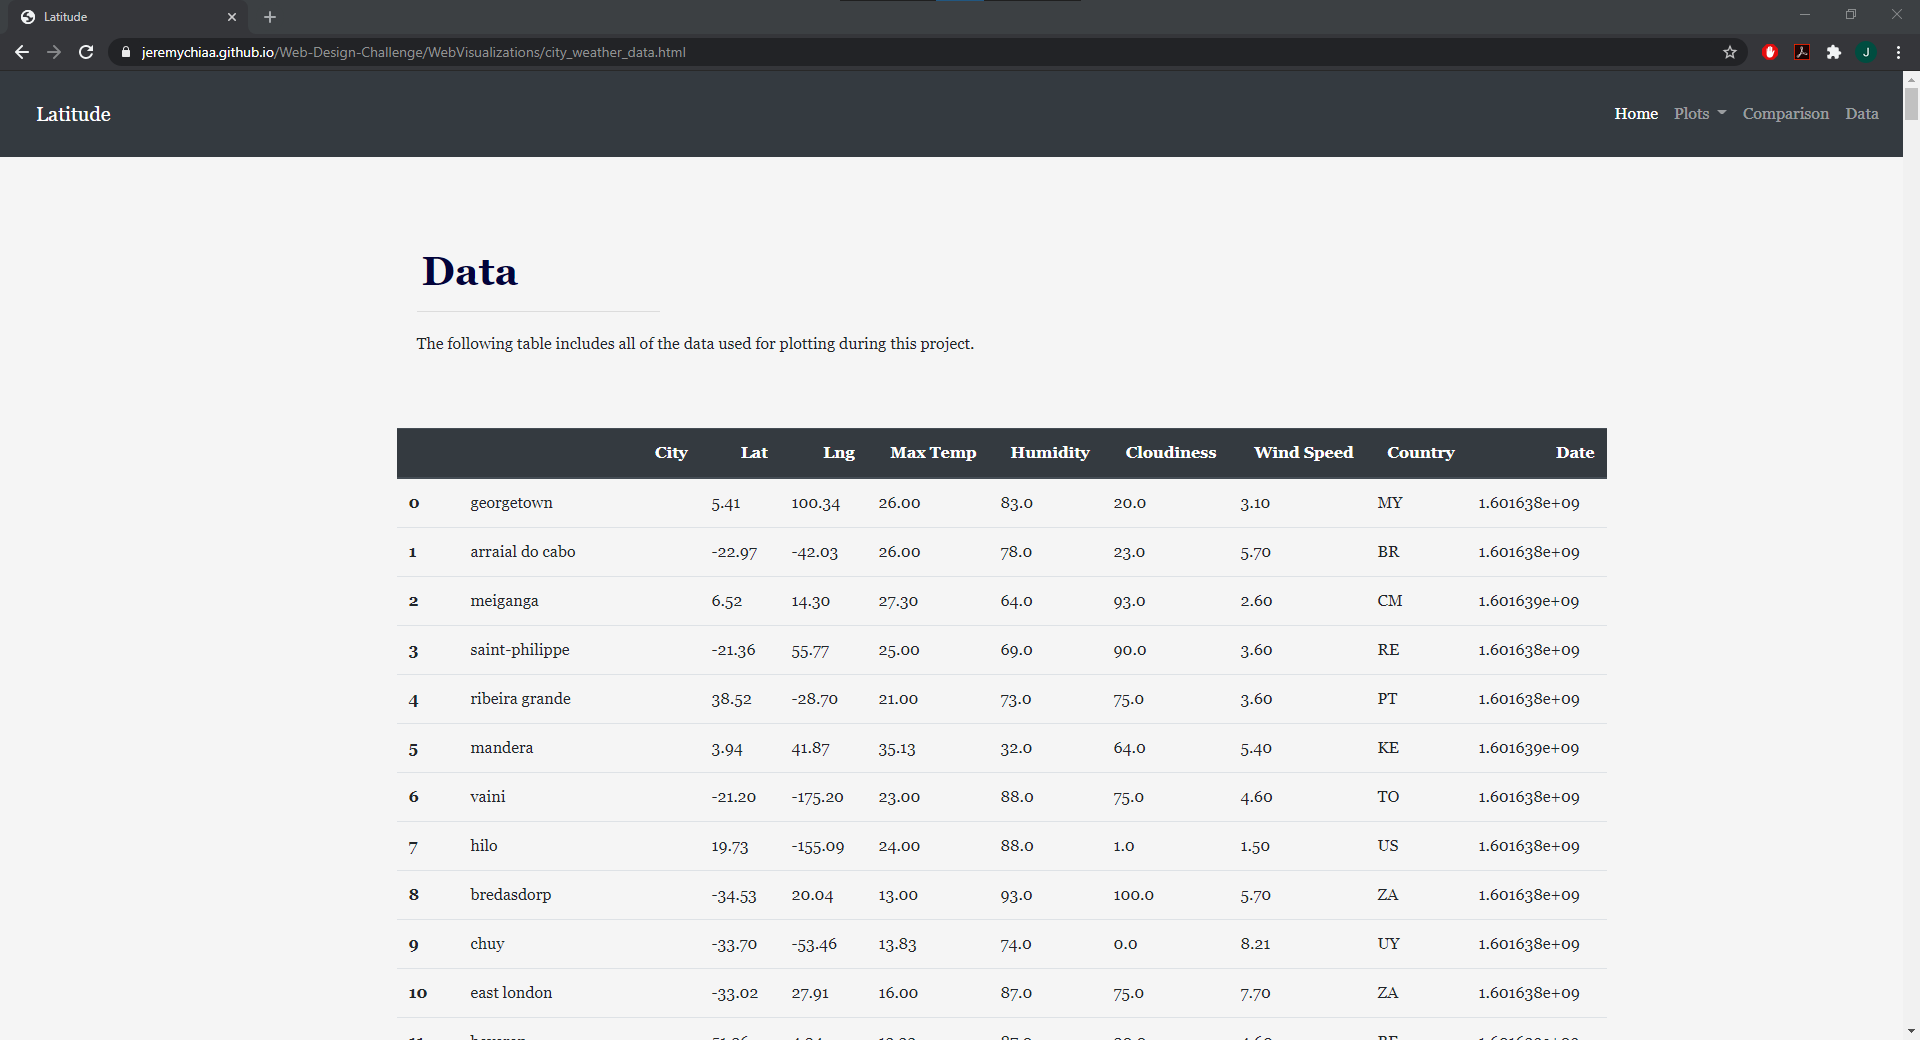 Latitude
jeremychiaa.github.io/Web-Design-Challenge/WebVisualizations/city_weather_data.html
J
Latitude Home Plots Comparison Data
Data
The following table includes all of the data used for plotting during this project.
City Lat Lng Max Temp Humidity Cloudiness Wind Speed Country Date
0 georgetown 5.41 100.34 26.00 83.0 20.0 3.10 MY 1.601638e+09
1 arraial do cabo -22.97 -42.03 26.00 78.0 23.0 5.70 BR 1.601638e+09
2 meiganga 6.52 14.30 27.30 64.0 93.0 2.60 CM 1.601639e+09
3 saint-philippe -21.36 55.77 25.00 69.0 90.0 3.60 RE 1.601638e+09
4 ribeira grande 38.52 -28.70 21.00 73.0 75.0 3.60 PT 1.601638e+09
5 mandera 3.94 41.87 35.13 32.0 64.0 5.40 KE 1.601639e+09
6 vaini -21.20 -175.20 23.00 88.0 75.0 4.60 TO 1.601638e+09
7 hilo 19.73 -155.09 24.00 88.0 1.0 1.50 US 1.601638e+09
8 bredasdorp -34.53 20.04 13.00 93.0 100.0 5.70 ZA 1.601638e+09
9 chuy -33.70 -53.46 13.83 74.0 0.0 8.21 UY 1.601638e+09
10 east london -33.02 27.91 16.00 87.0 75.0 7.70 ZA 1.601638e+09